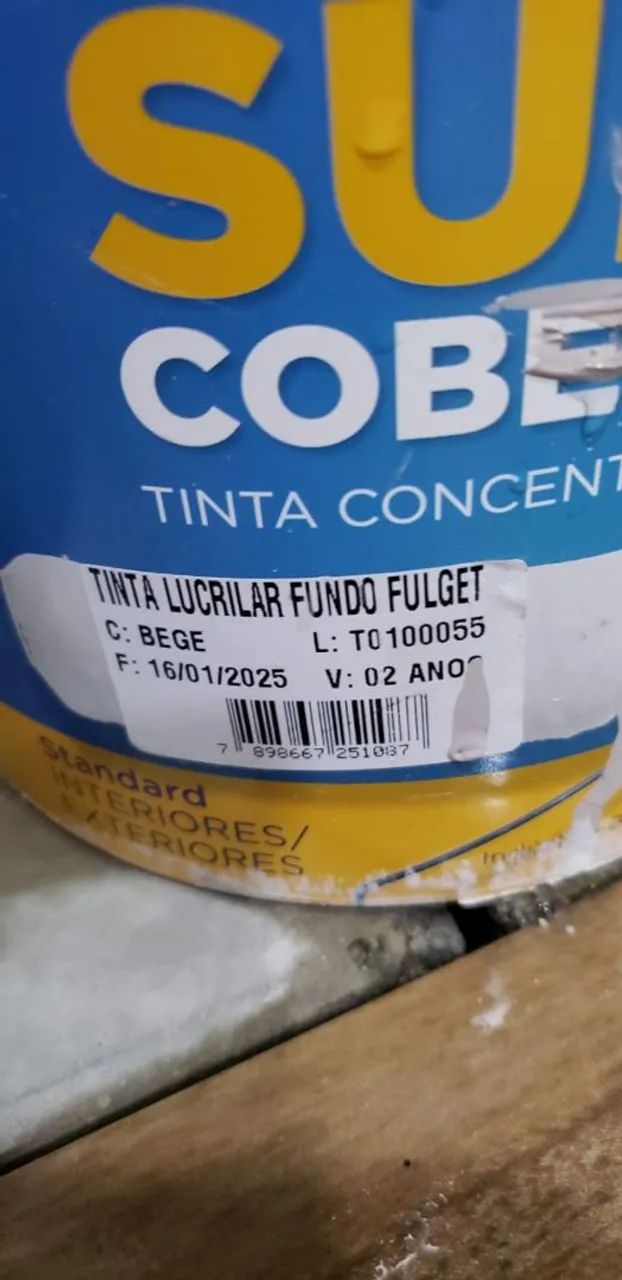 SU
COBE
TINTA CONCENT
TINTA LUCRILAR FUNDO FULGET
C: BEGE L: T0100055
F: 16/01/2025 V: 02 ANOS
7 898667 251087
Standard
INTERIORES/
EXTERIORES